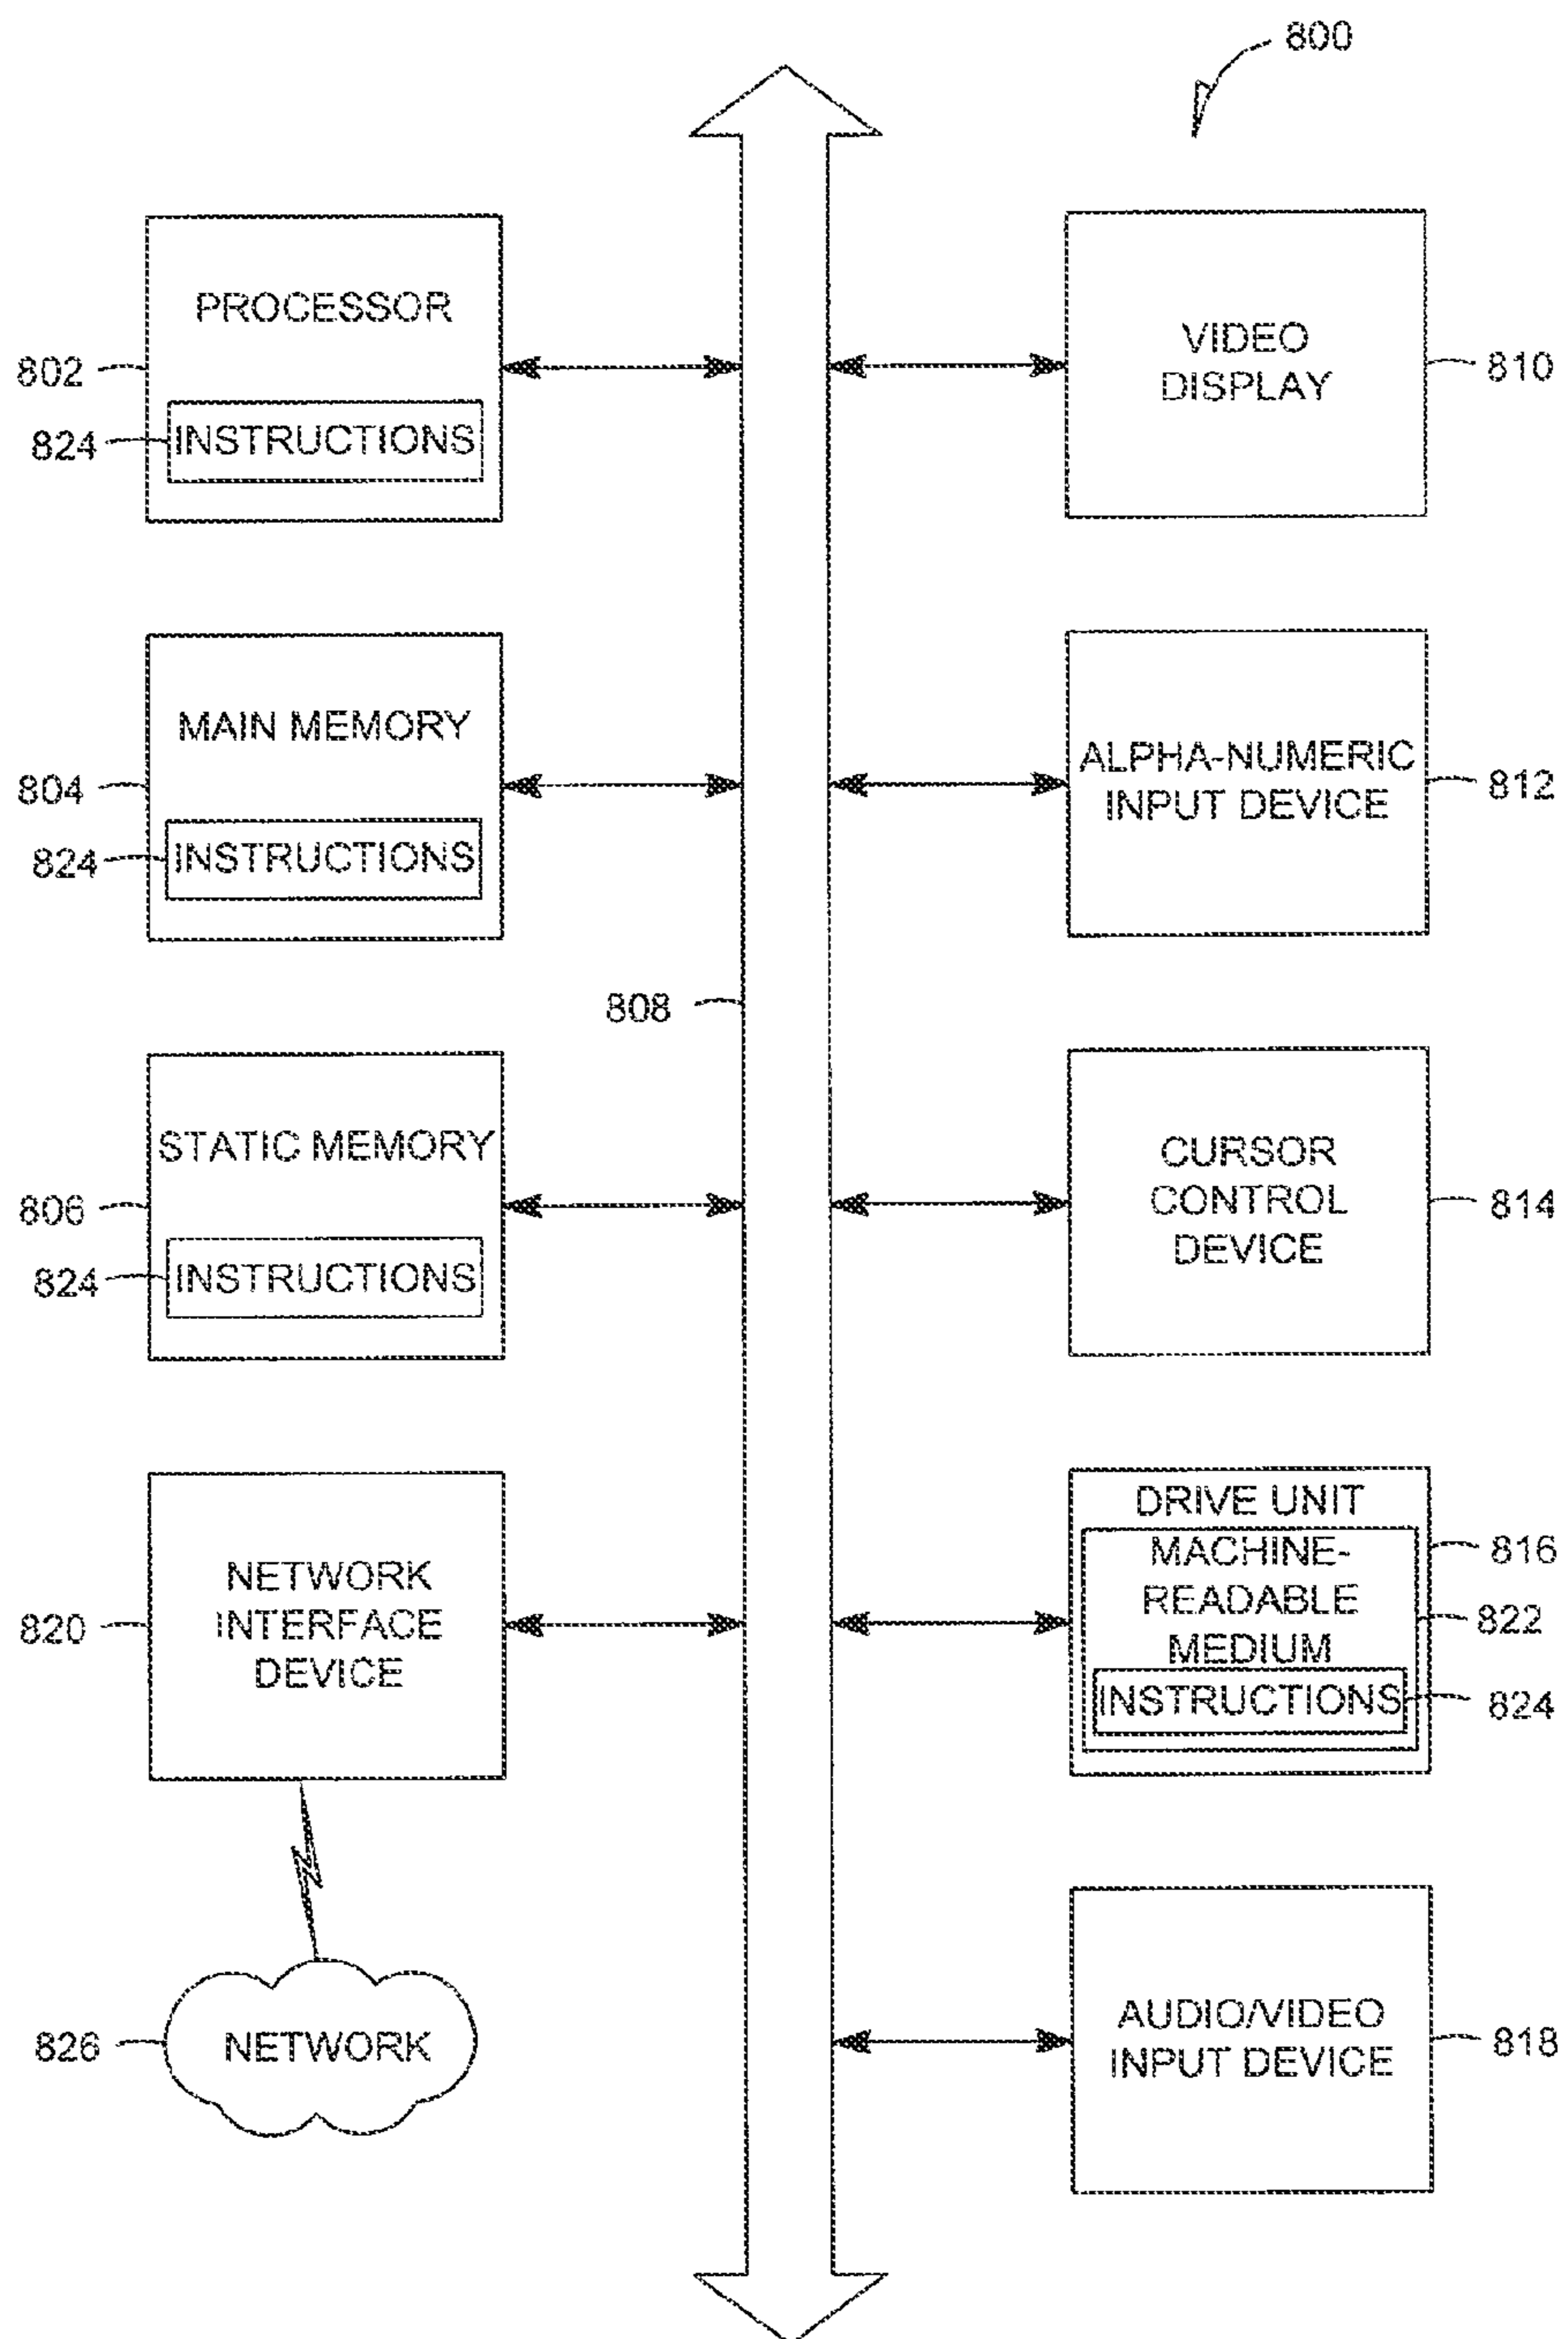 800
PROCESSOR
802
824
INSTRUCTIONS
VIDEO
DISPLAY
810
MAIN MEMORY
804
824
INSTRUCTIONS
ALPHA-NUMERIC
INPUT DEVICE
812
808
STATIC MEMORY
806
824
INSTRUCTIONS
CURSOR
CONTROL
DEVICE
814
NETWORK
INTERFACE
DEVICE
820
DRIVE UNIT
816
MACHINE-
READABLE
MEDIUM
822
INSTRUCTIONS
824
826
NETWORK
AUDIO/VIDEO
INPUT DEVICE
818